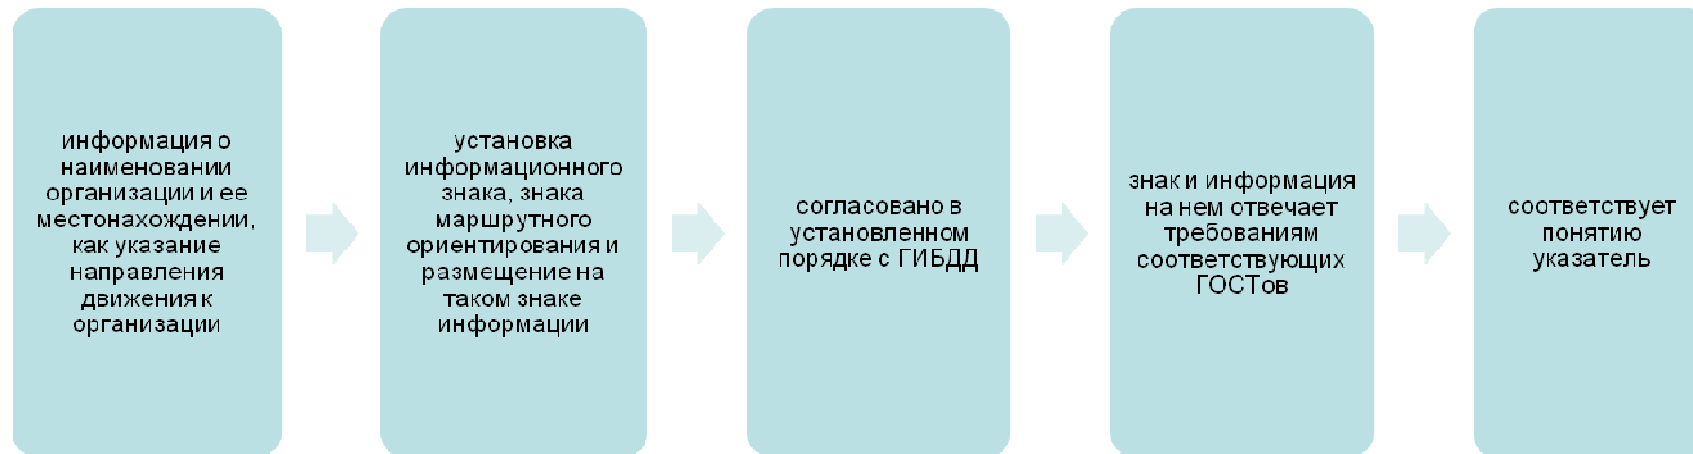 информация о
наименовании
организации и ее
местонахождении,
как указание
направления
движения к
организации
установка
информационного
знака, знака
маршрутного
ориентирования и
размещение на
таком знаке
информации
согласовано в
установленном
порядке с ГИБДД
знак и информация
на нем отвечает
требованиям
соответствующих
ГОСТов
соответствует
понятию
указатель